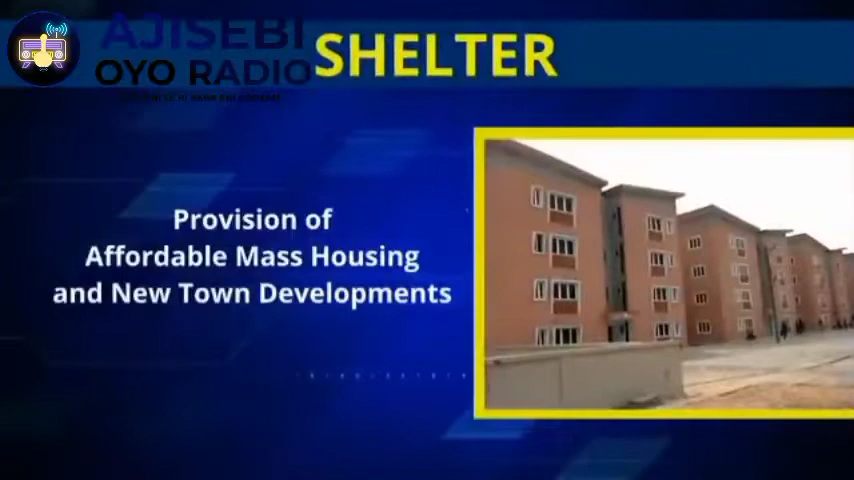 AJISEBI
OYO RADIO
SHELTER
Provision of
Affordable Mass Housing
and New Town Developments